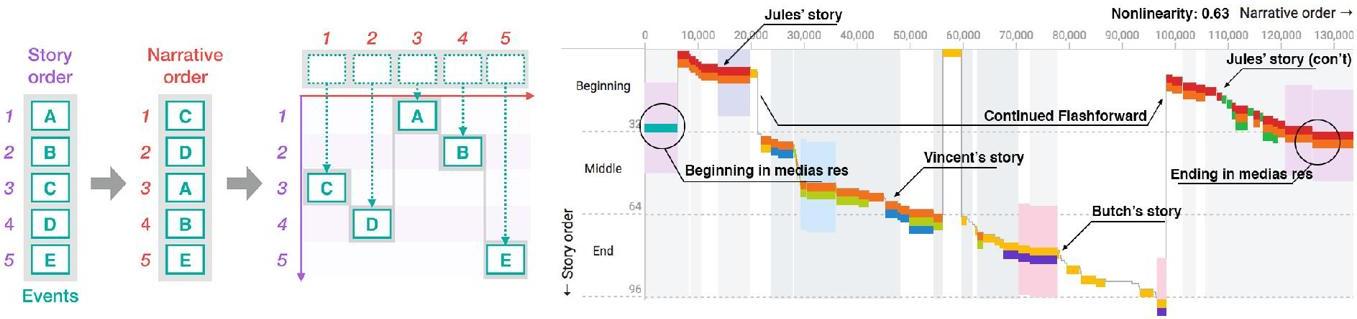 Story order
1 A
2 B
3 C
4 D
5 E
Events
Narrative order
1 C
2 D
3 A
4 B
5 E
1 2 3 4 5
1 A
2 B
3 C
4 D
5 E
Nonlinearity: 0.63 Narrative order →
0 10,000 20,000 30,000 40,000 50,000 60,000 70,000 80,000 90,000 100,000 110,000 120,000 130,000
Jules' story
Jules' story (con't)
Beginning
Continued Flashforward
32
Vincent's story
Middle
Beginning in medias res
Ending in medias res
64
Butch's story
End
96
← Story order